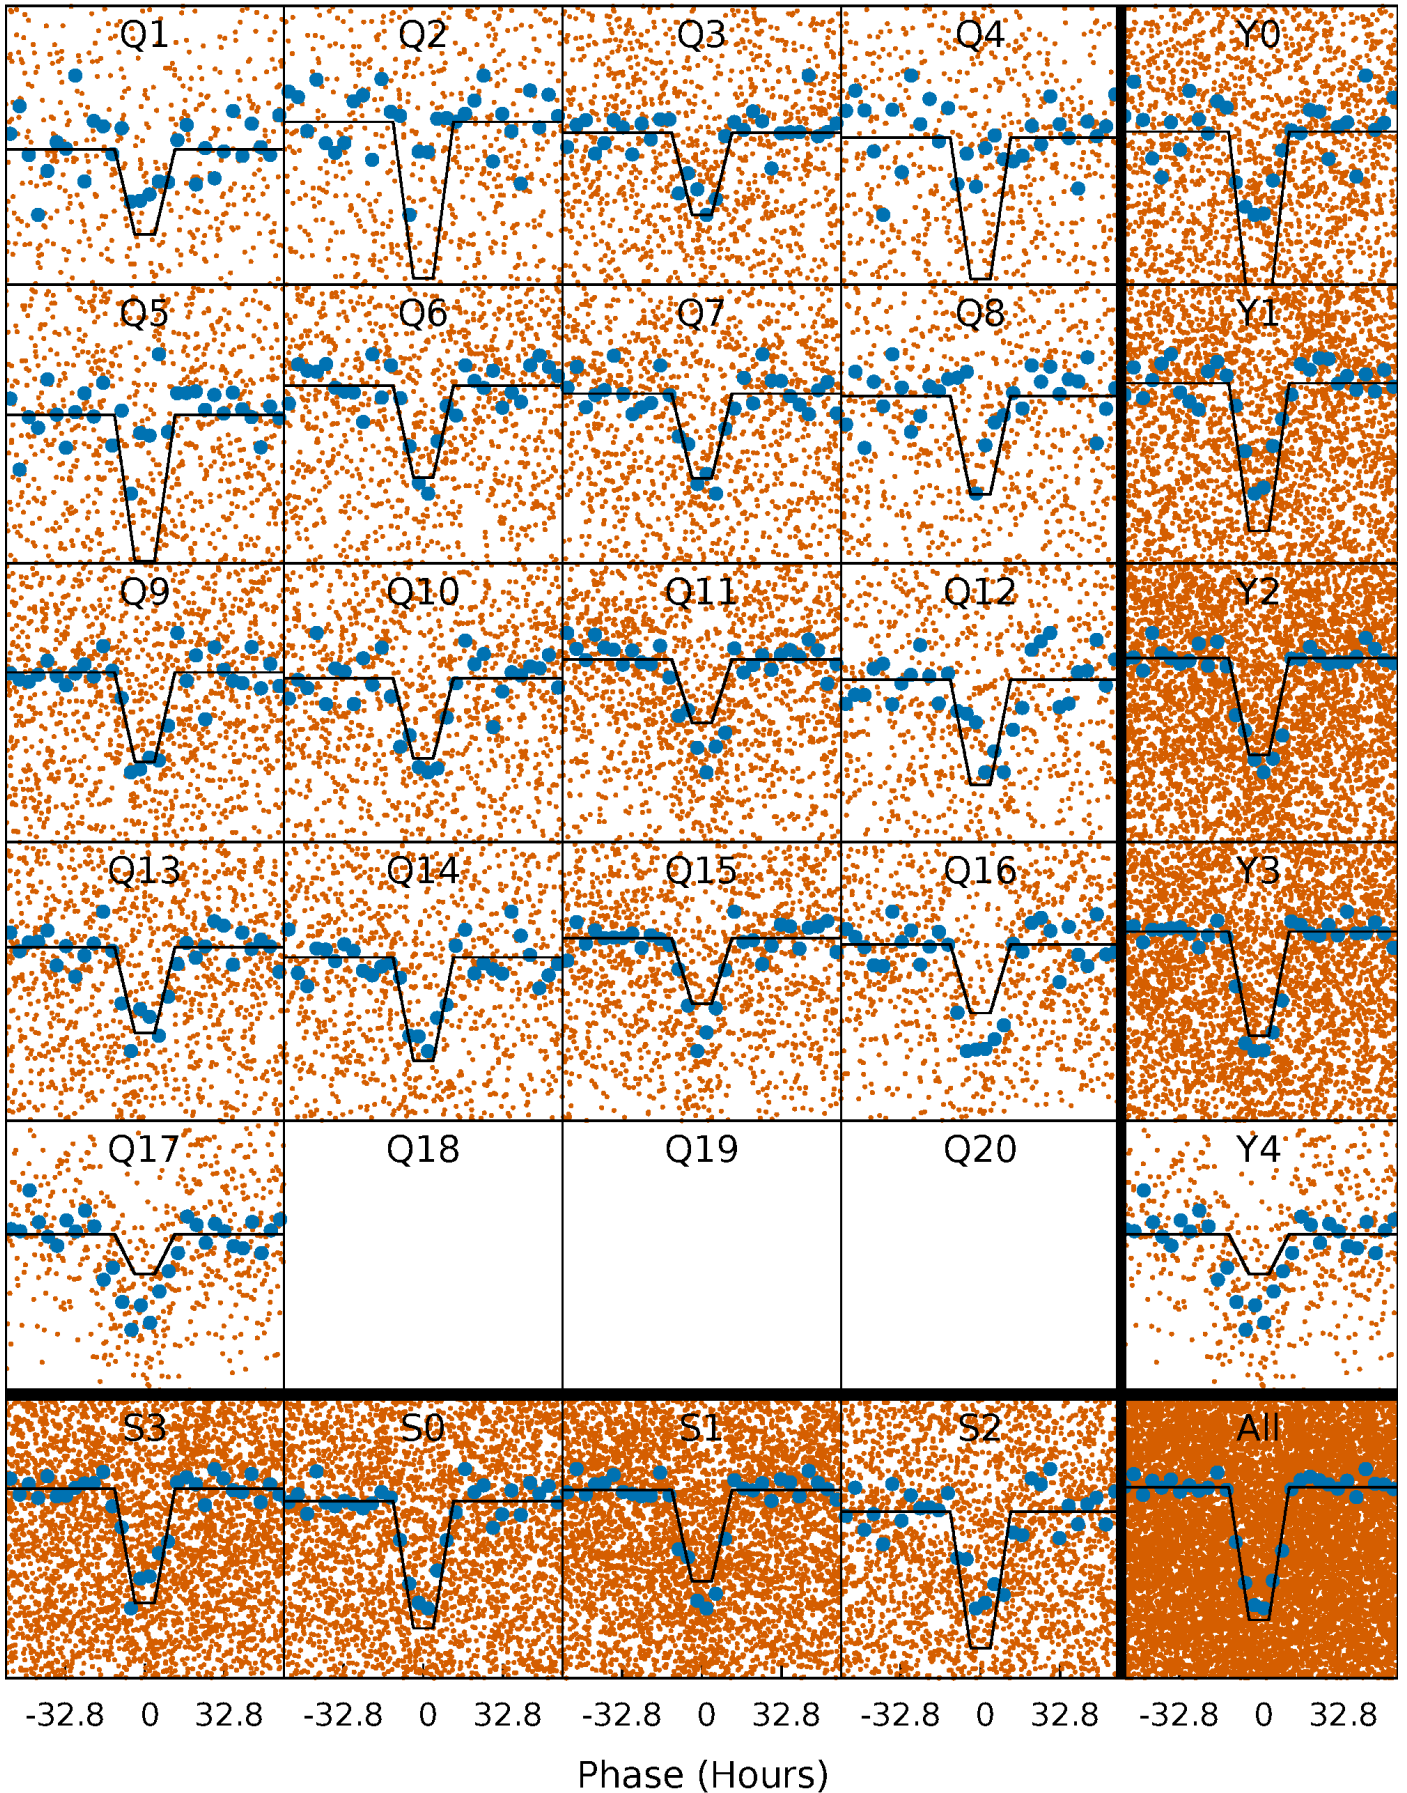 Q1 Q2 Q3 Q4 Y0
Q5 Q6 Q7 Q8 Y1
Q9 Q10 Q11 Q12 Y2
Q13 Q14 Q15 Q16 Y3
Q17 Q18 Q19 Q20 Y4
S3 S0 S1 S2 All
-32.8 0 32.8 -32.8 0 32.8 -32.8 0 32.8 -32.8 0 32.8 -32.8 0 32.8
Phase (Hours)